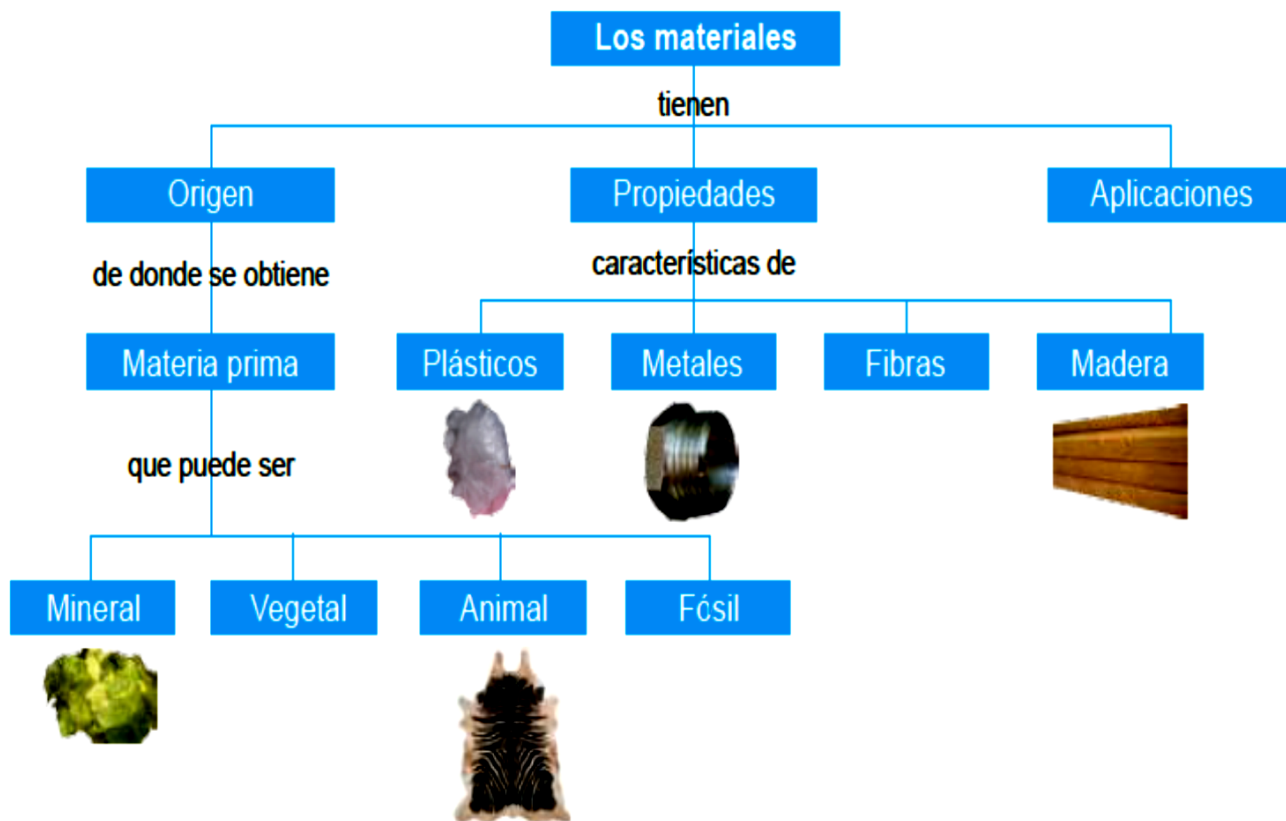 Los materiales
tienen
Origen
Propiedades
Aplicaciones
de donde se obtiene
características de
Materia prima
Plásticos
Metales
Fibras
Madera
que puede ser
Mineral
Vegetal
Animal
Fósil